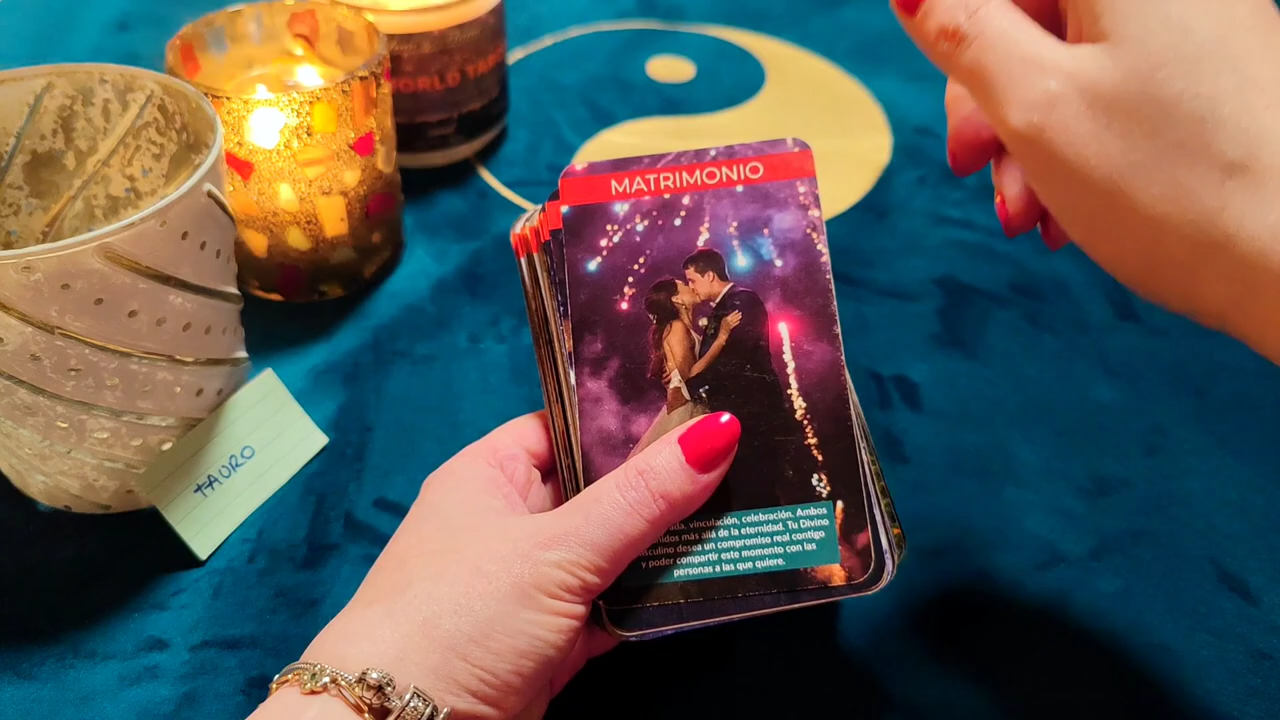 WORLD
MATRIMONIO
TAURO
vinculación, celebración. Ambos
más allá de la eternidad. Tu Divino
desea un compromiso real contigo
y poder compartir este momento con las
personas a las que quiere.